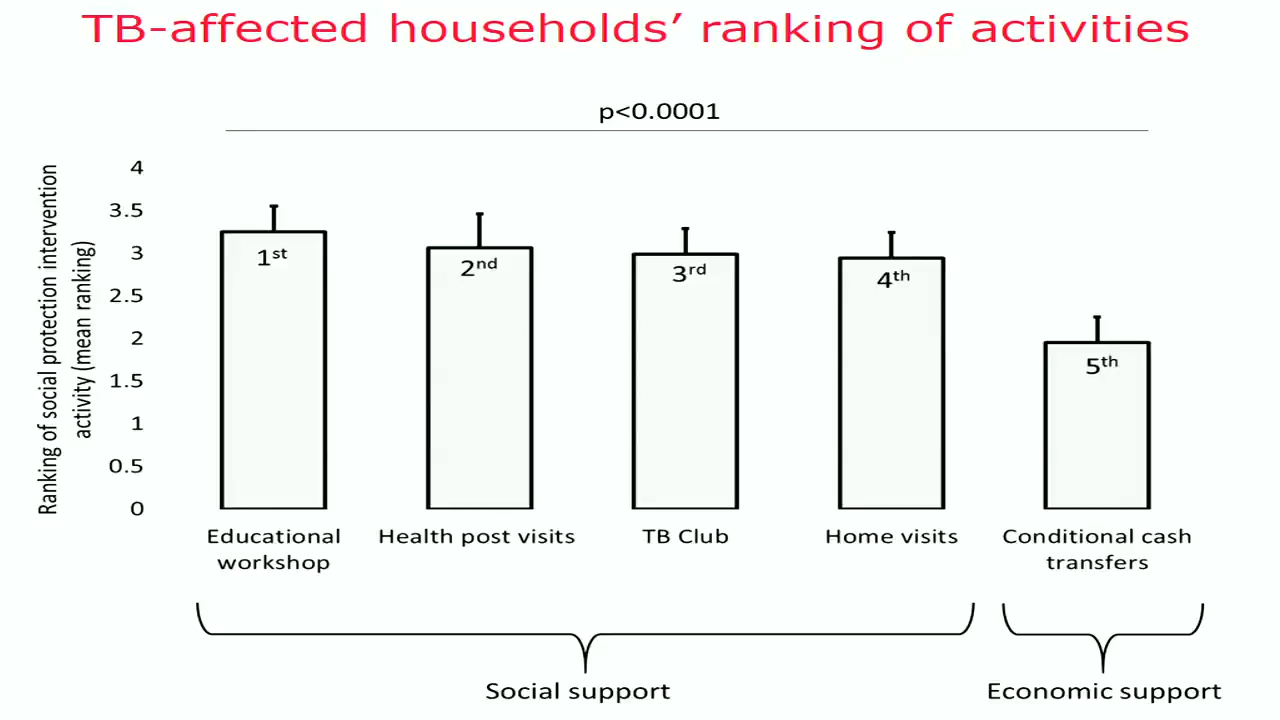 TB-affected households’ ranking of activities
p<0.0001
Ranking of social protection intervention
activity (mean ranking)
4
3.5
3
2.5
2
1.5
1
0.5
0
1st
2nd
3rd
4th
5th
Educational
workshop
Health post visits
TB Club
Home visits
Conditional cash
transfers
Social support
Economic support